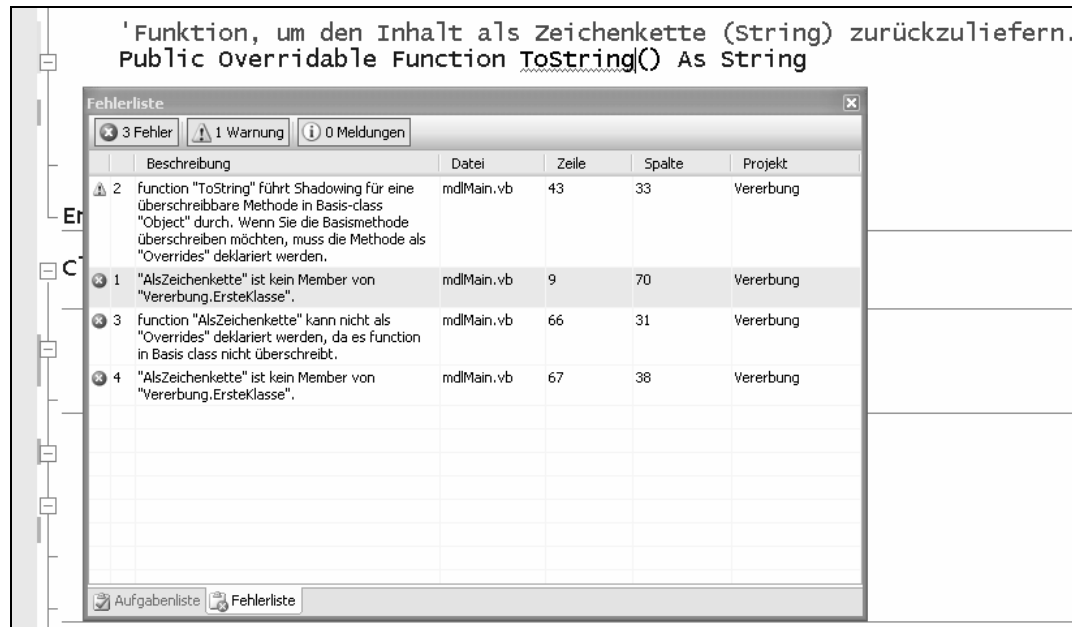 'Funktion, um den Inhalt als Zeichenkette (String) zurückzuliefern.
Public Overridable Function ToString() As String
Fehlerliste
3 Fehler 1 Warnung 0 Meldungen
Beschreibung Datei Zeile Spalte Projekt
2 function "ToString" führt Shadowing für eine mdlMain.vb 43 33 Vererbung
überschreibbare Methode in Basis-class
"Object" durch. Wenn Sie die Basismethode
überschreiben möchten, muss die Methode als
"Overrides" deklariert werden.
1 "AlsZeichenkette" ist kein Member von mdlMain.vb 9 70 Vererbung
"Vererbung.ErsteKlasse".
3 function "AlsZeichenkette" kann nicht als mdlMain.vb 66 31 Vererbung
"Overrides" deklariert werden, da es function
in Basis class nicht überschreibt.
4 "AlsZeichenkette" ist kein Member von mdlMain.vb 67 38 Vererbung
"Vererbung.ErsteKlasse".
Aufgabenliste Fehlerliste